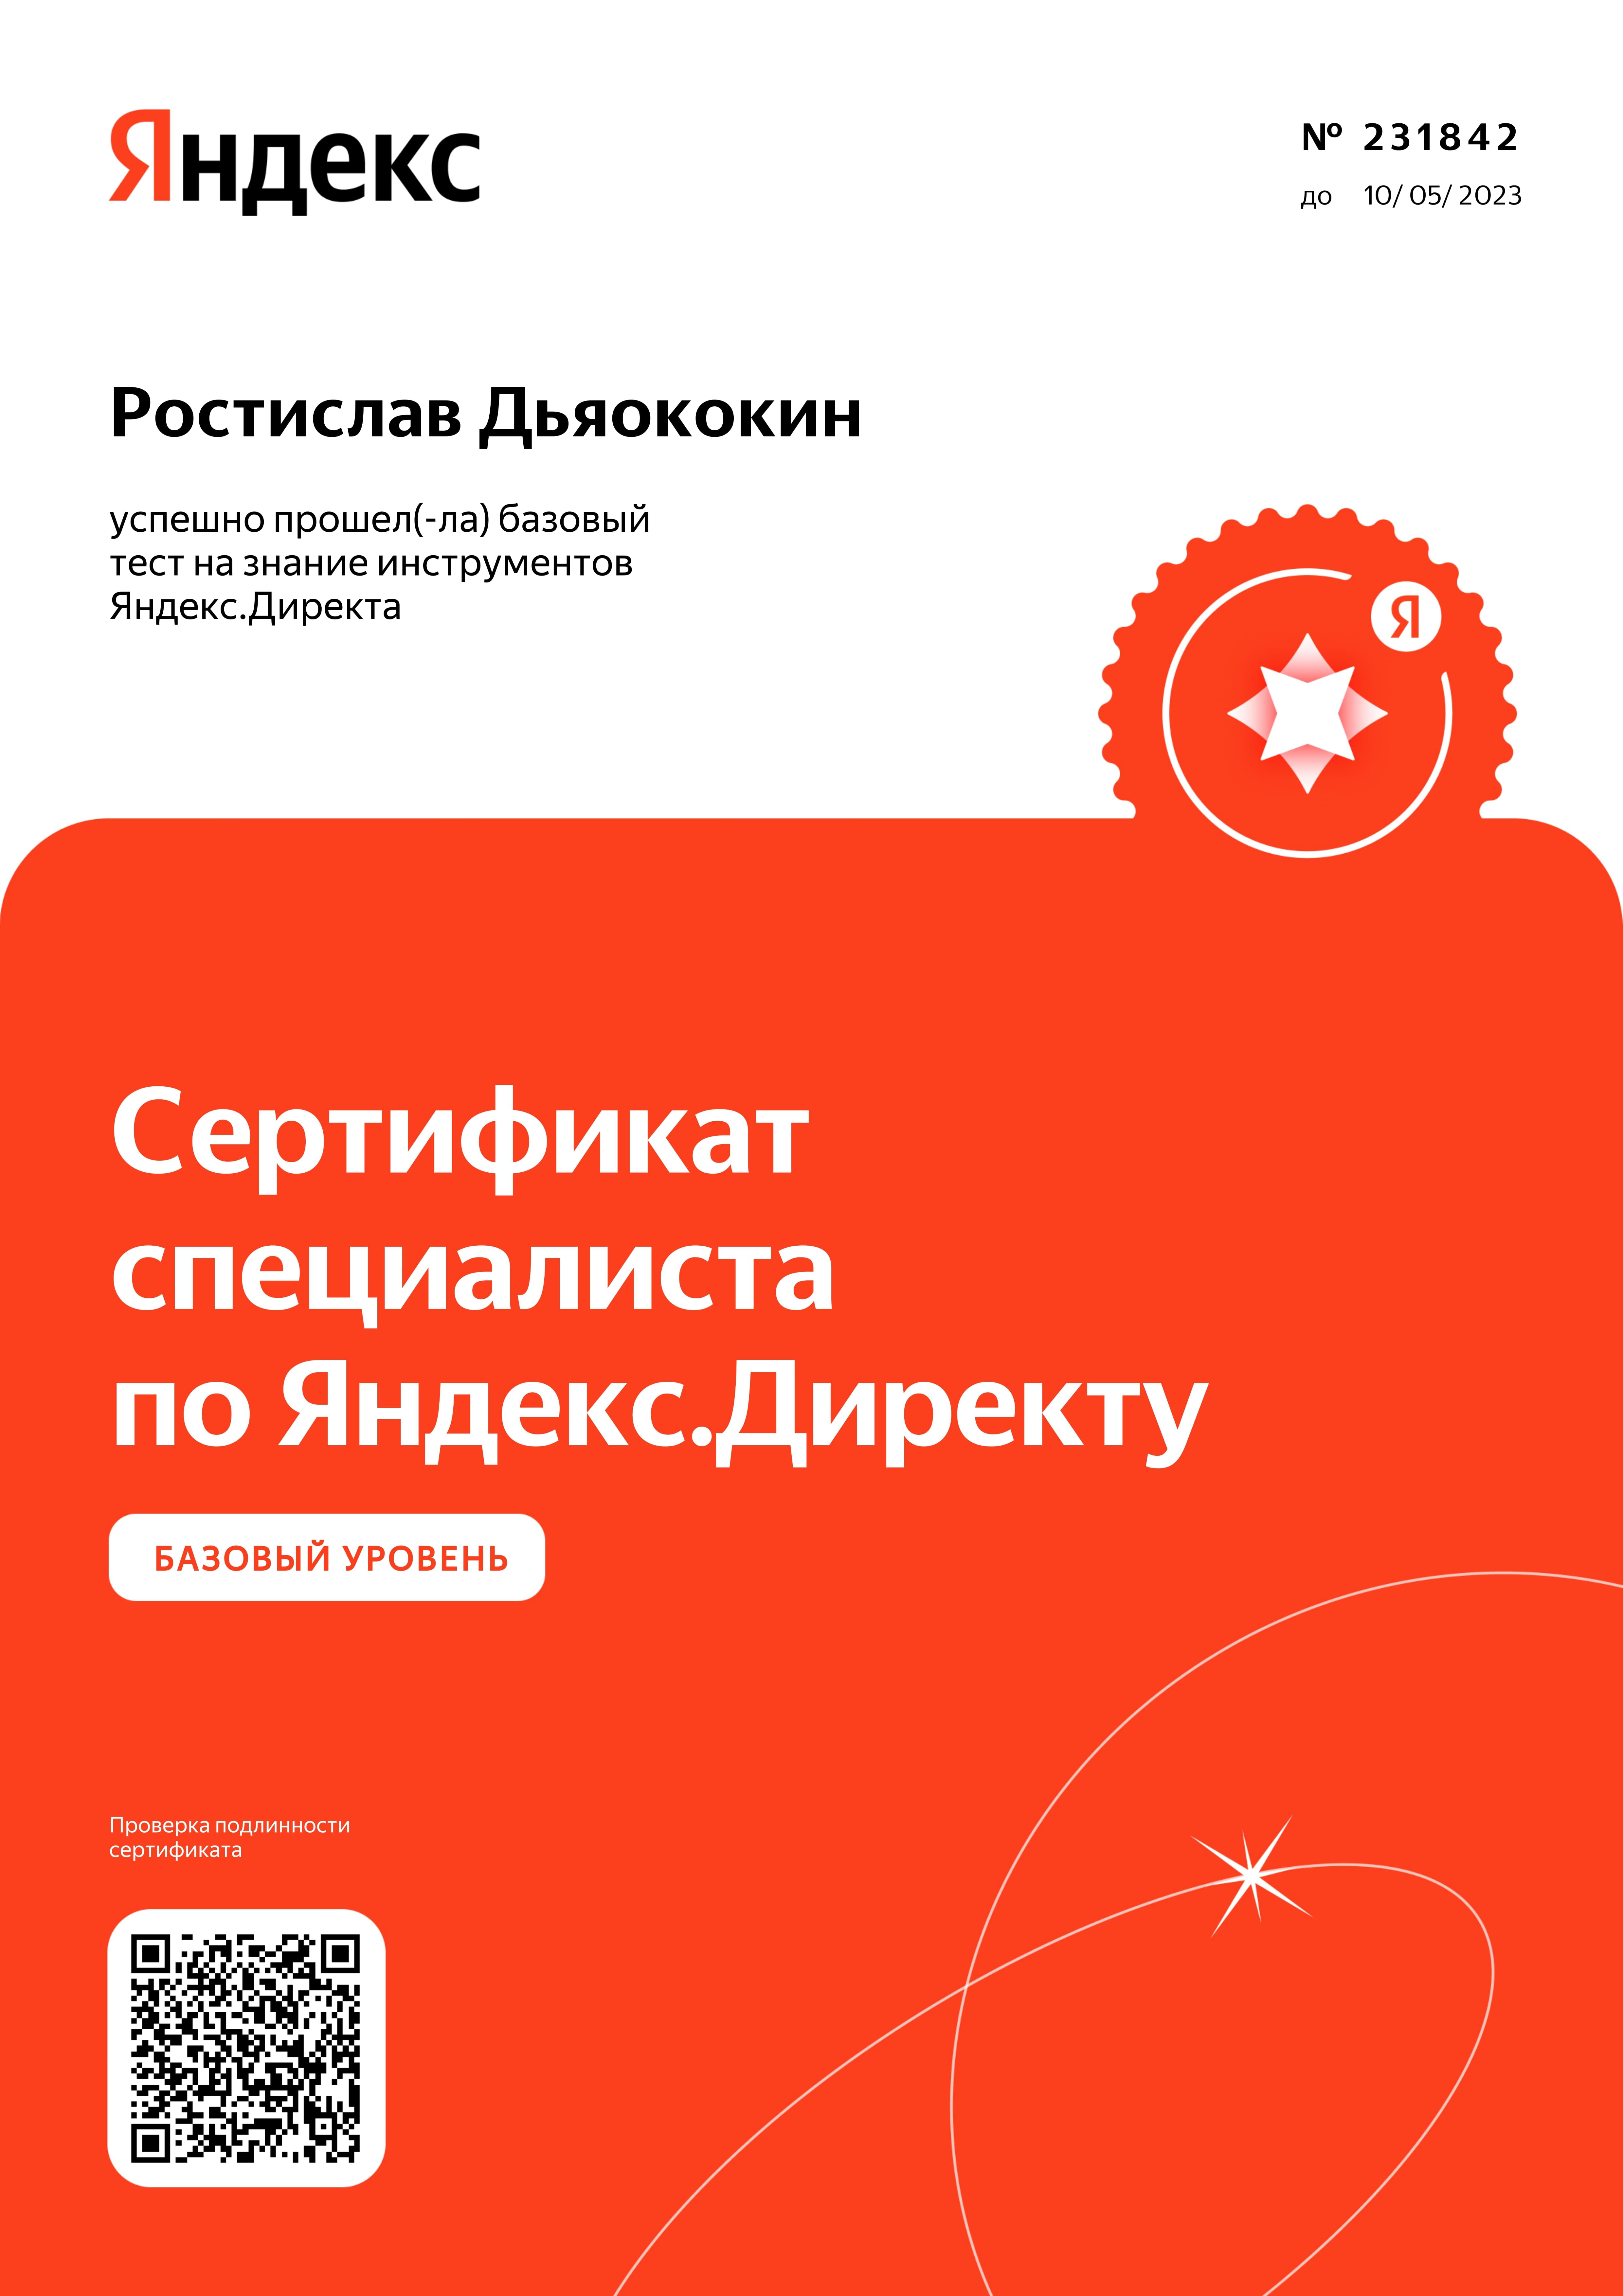 Яндекс
№ 231842
до 10/ 05/ 2023
Ростислав Дьяококин
успешно прошел(-ла) базовый
тест на знание инструментов
Яндекс.Директа
Я
Сертификат
специалиста
по Яндекс.Директу
БАЗОВЫЙ УРОВЕНЬ
Проверка подлинности
сертификата